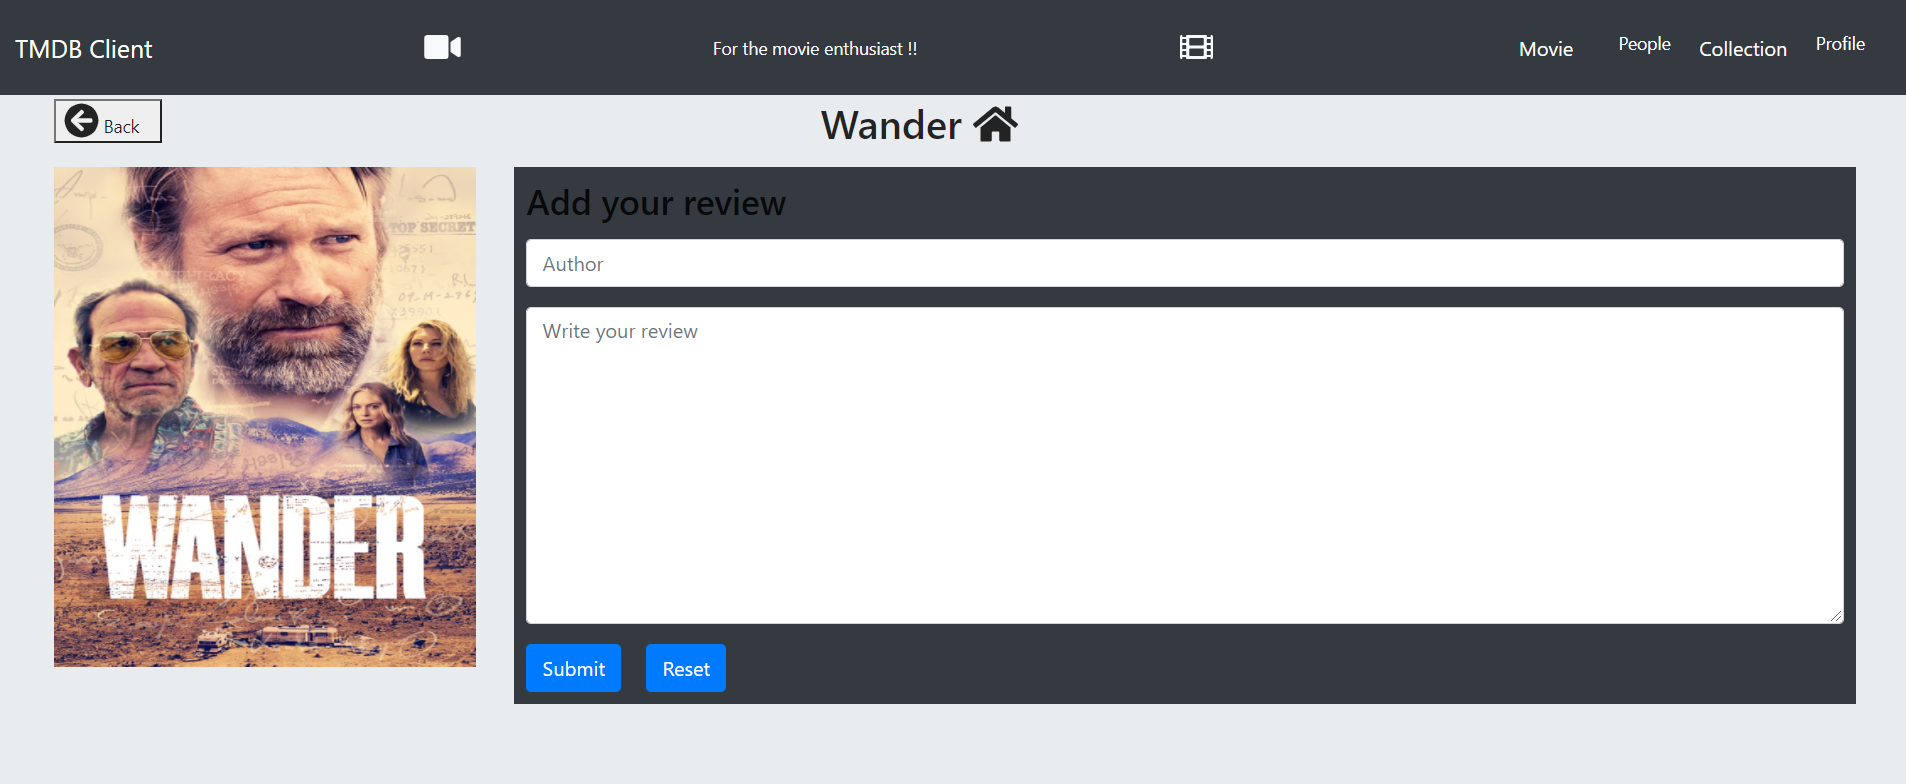 TMDB Client
For the movie enthusiast !!
Movie
People
Collection
Profile
Back
Wander
TOP SECRET
CONSPIRACY
WANDER
Add your review
Author
Write your review
Submit
Reset